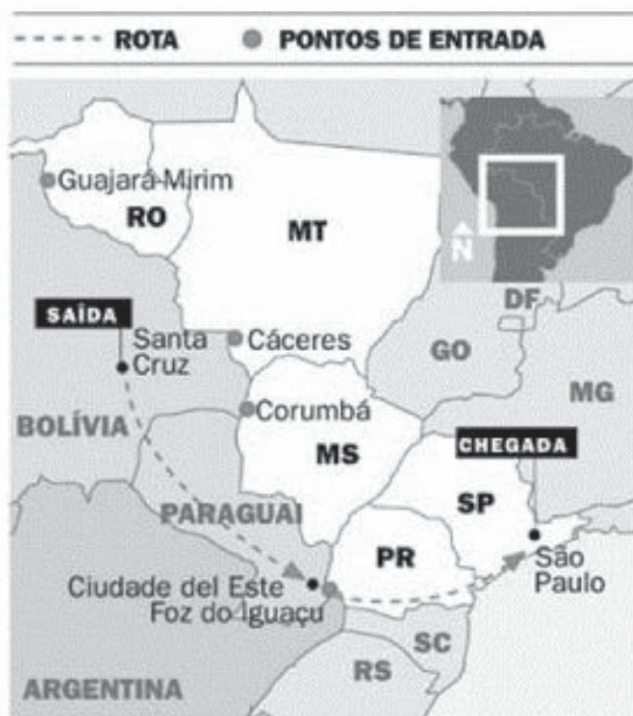 ROTA PONTOS DE ENTRADA
Guajará-Mirim
RO
MT
N
SAÍDA
DF
Santa
Cruz
Cáceres
GO
MG
BOLÍVIA
Corumbá
MS
CHEGADA
PARAGUAI
SP
PR
São
Paulo
Ciudade del Este
Foz do Iguaçu
SC
RS
ARGENTINA